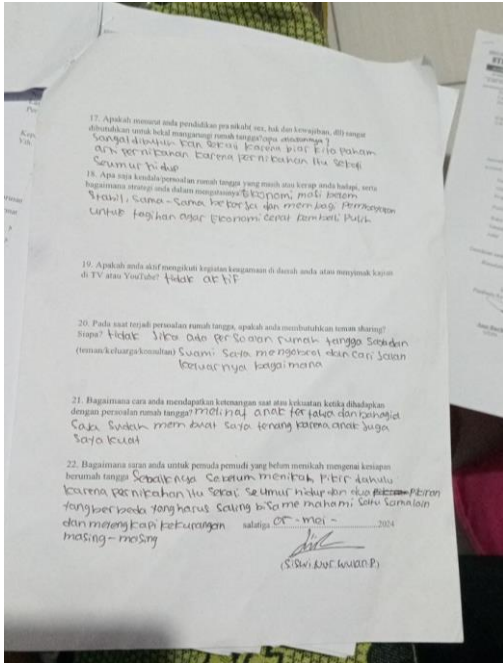 17. Apakah menurut anda pendidikan pra nikah( sex, hak dan kewajiban, dll) sangat
dibutuhkan untuk bekal mengarungi rumah tangga?
Sangat dibutuhkan sekali karena biar kita paham
arti pernikahan karena pernikahan itu sekali
Seumur hidup
18. Apa saja kendala/persoalan rumah tangga yang masih atau kerap anda hadapi, serta
bagaimana strategi anda dalam mengatasinya? Ekonomi masi belom
Stabil, sama-sama bekerja dan membagi
untuk tagihan agar Ekonomi cepat kembali Pulih
19. Apakah anda aktif mengikuti kegiatan keagamaan di daerah anda atau menyimak kajian
di TV atau YouTube? tidak aktif
20. Pada saat terjadi persoalan rumah tangga, apakah anda membutuhkan teman sharing?
Siapa? tidak Jika ada perSoalan rumah tangga Saya dan
(teman/keluarga/konsultan) Suami Saya mengobrol dan cari Jalan
keluarnya bagaimana
21. Bagaimana cara anda mendapatkan ketenangan saat atau kekuatan ketika dihadapkan
dengan persoalan rumah tangga? melihat anak tertawa dan bahagia
Saja Sudah membuat Saya tenang karena anak Juga
Saya kuat
22. Bagaimana saran anda untuk pemuda pemudi yang belum menikah mengenai kesiapan
berumah tangga Sebaiknya Sebelum menikah Pikir dahulu
karena pernikahan itu Sekali Seumur hidup dan dua Pikiran
yang berbeda yang harus Saling bisa memahami Satu Sama lain
dan melengkapi kekurangan salatiga 05 - mei - 2024
masing-masing
(Siswi Nur Wulan P.)